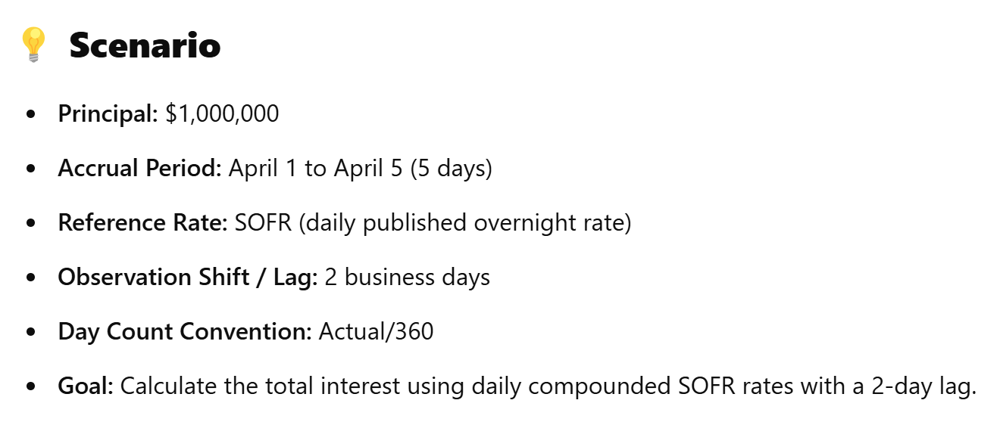 💡 Scenario
• Principal: $1,000,000
• Accrual Period: April 1 to April 5 (5 days)
• Reference Rate: SOFR (daily published overnight rate)
• Observation Shift / Lag: 2 business days
• Day Count Convention: Actual/360
• Goal: Calculate the total interest using daily compounded SOFR rates with a 2-day lag.